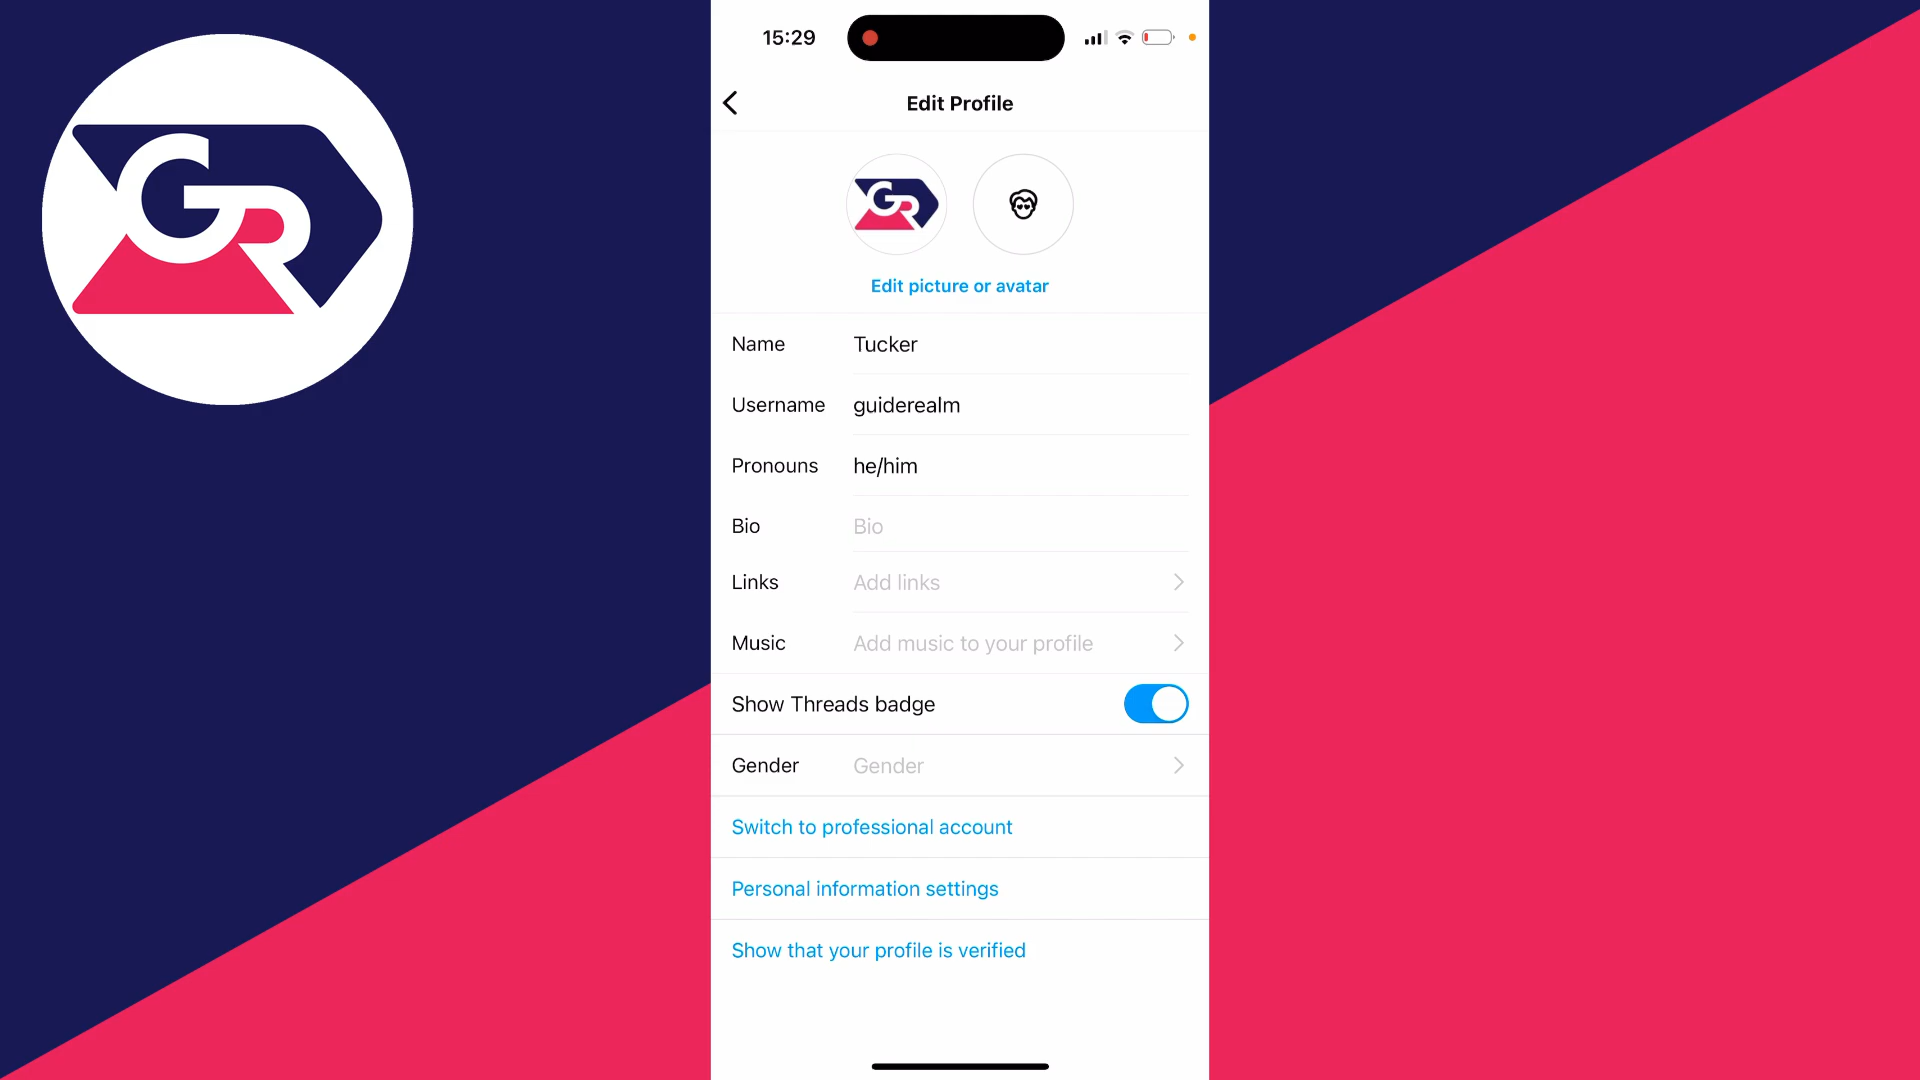 GR
15:29
Edit Profile
GR
Edit picture or avatar
Name Tucker
Username guiderealm
Pronouns he/him
Bio Bio
Links Add links
Music Add music to your profile
Show Threads badge
Gender Gender
Switch to professional account
Personal information settings
Show that your profile is verified